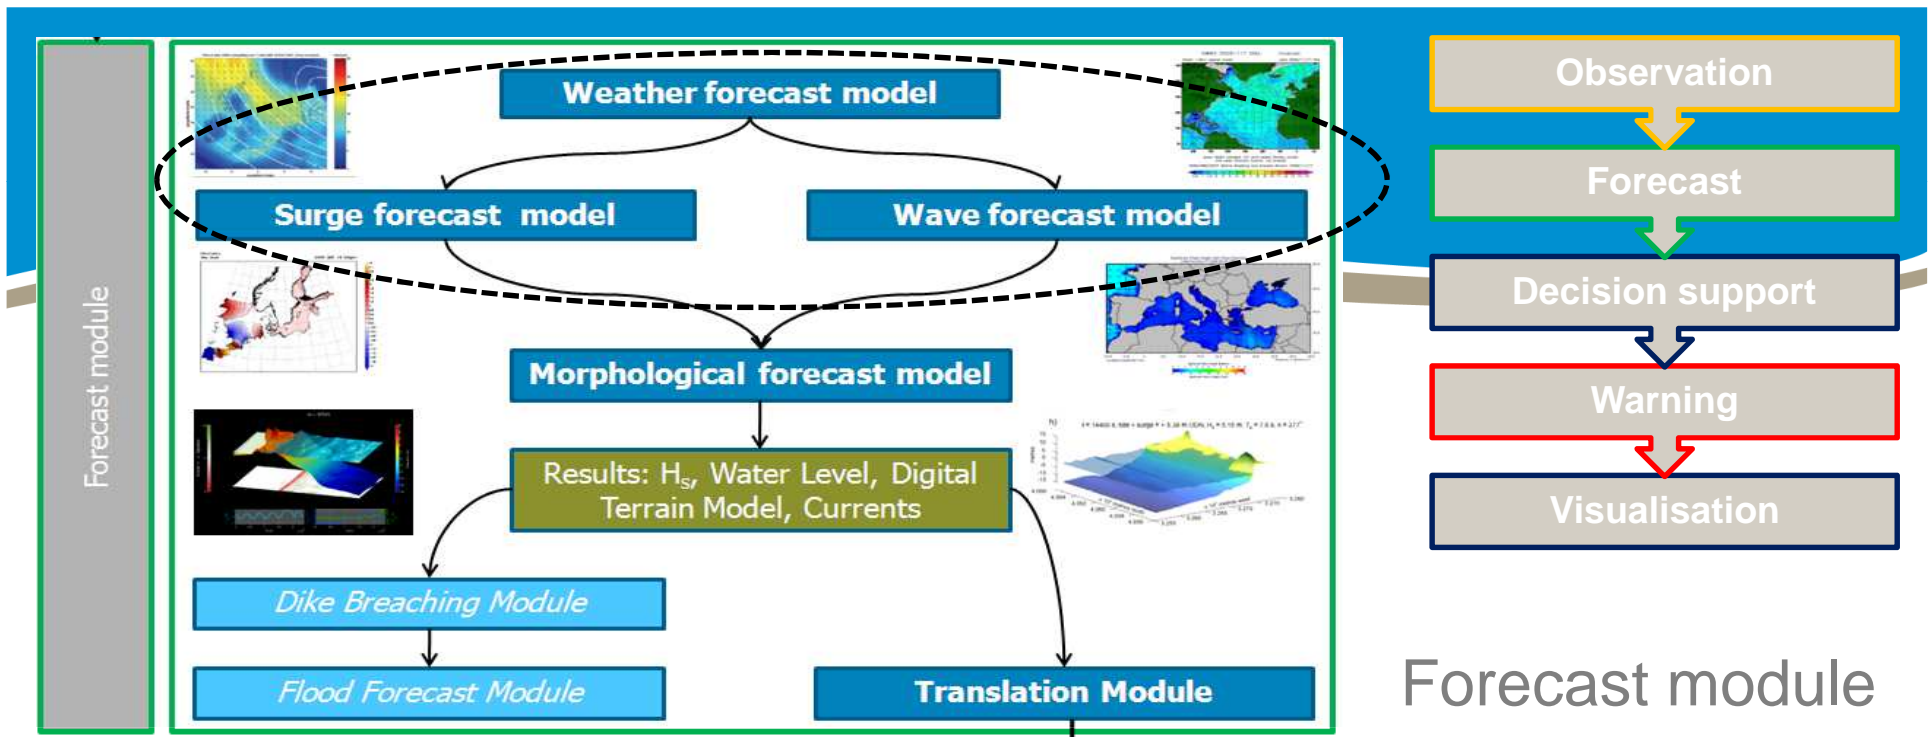 Forecast module
Weather forecast model
Surge forecast model
Wave forecast model
Morphological forecast model
Results: Hs, Water Level, Digital
Terrain Model, Currents
Dike Breaching Module
Flood Forecast Module
Translation Module
Observation
Forecast
Decision support
Warning
Visualisation
Forecast module